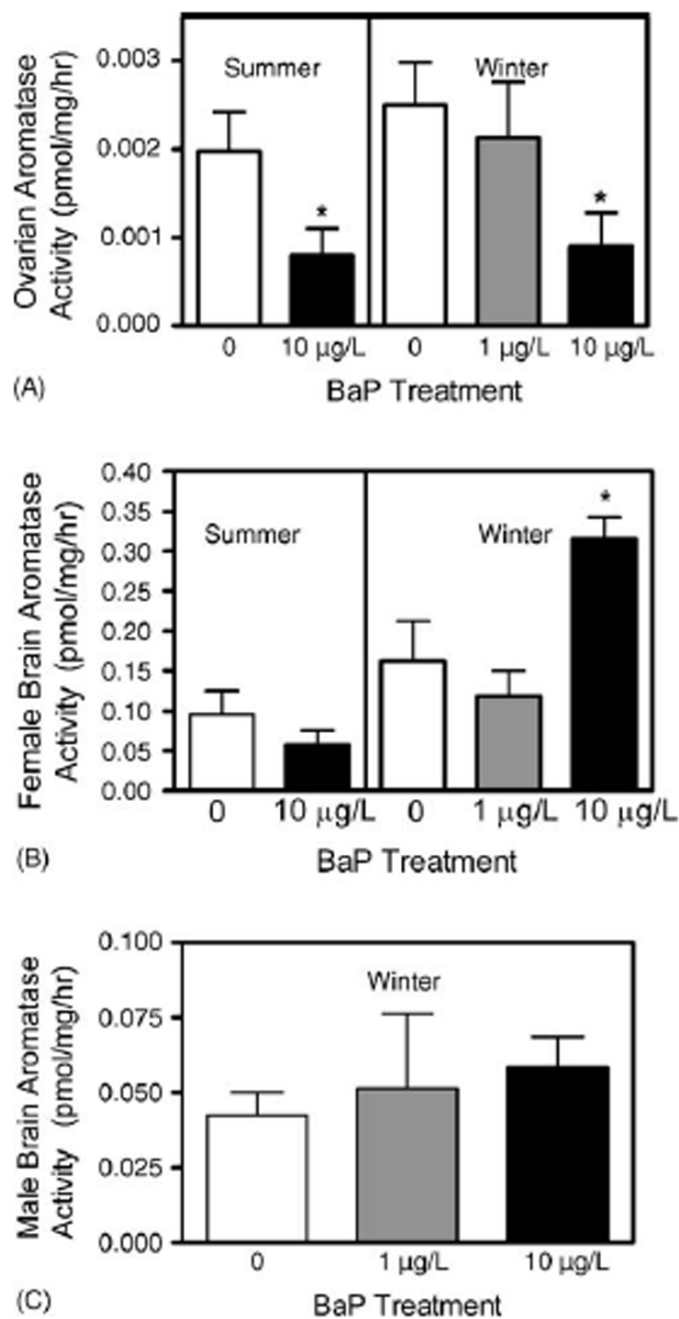 Ovarian Aromatase
Activity (pmol/mg/hr)
0.003
0.002
0.001
0.000
Summer
Winter
*
*
0
10 µg/L
0
1 µg/L
10 µg/L
(A)
BaP Treatment
Female Brain Aromatase
Activity (pmol/mg/hr)
0.40
0.35
0.30
0.25
0.20
0.15
0.10
0.05
0.00
Summer
Winter
*
0
10 µg/L
0
1 µg/L
10 µg/L
(B)
BaP Treatment
Male Brain Aromatase
Activity (pmol/mg/hr)
0.100
0.075
0.050
0.025
0.000
Winter
0
1 µg/L
10 µg/L
(C)
BaP Treatment